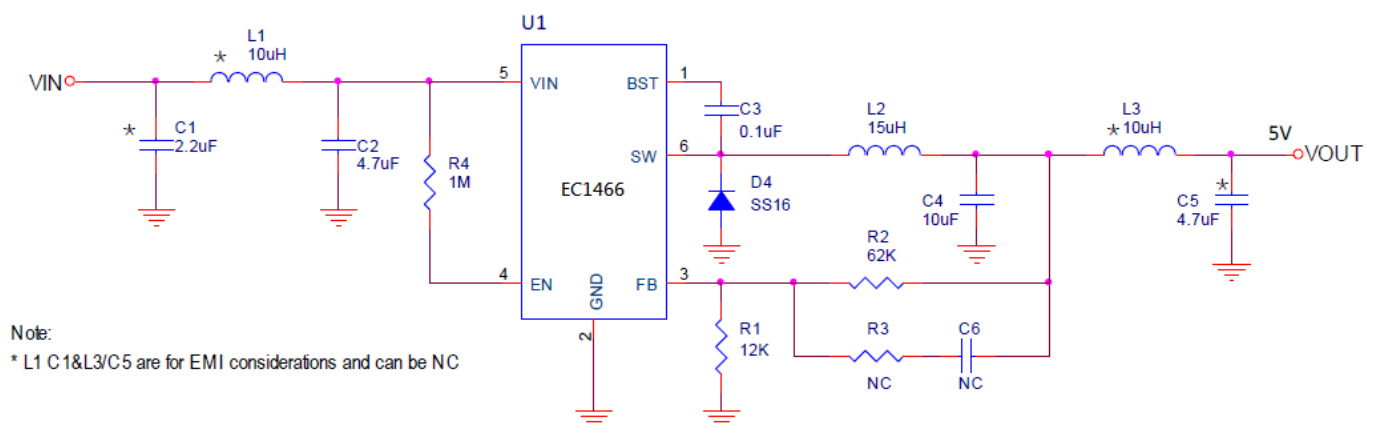 U1
L1
* 10uH
VIN
5
VIN
BST
1
* C1
2.2uF
C2
4.7uF
R4
1M
C3
0.1uF
SW
6
L2
15uH
L3
* 10uH
5V
VOUT
EC1466
D4
SS16
C4
10uF
*
C5
4.7uF
R2
62K
4
EN
GND
FB
3
2
R1
12K
R3
NC
C6
NC
Note:
* L1 C1&L3/C5 are for EMI considerations and can be NC